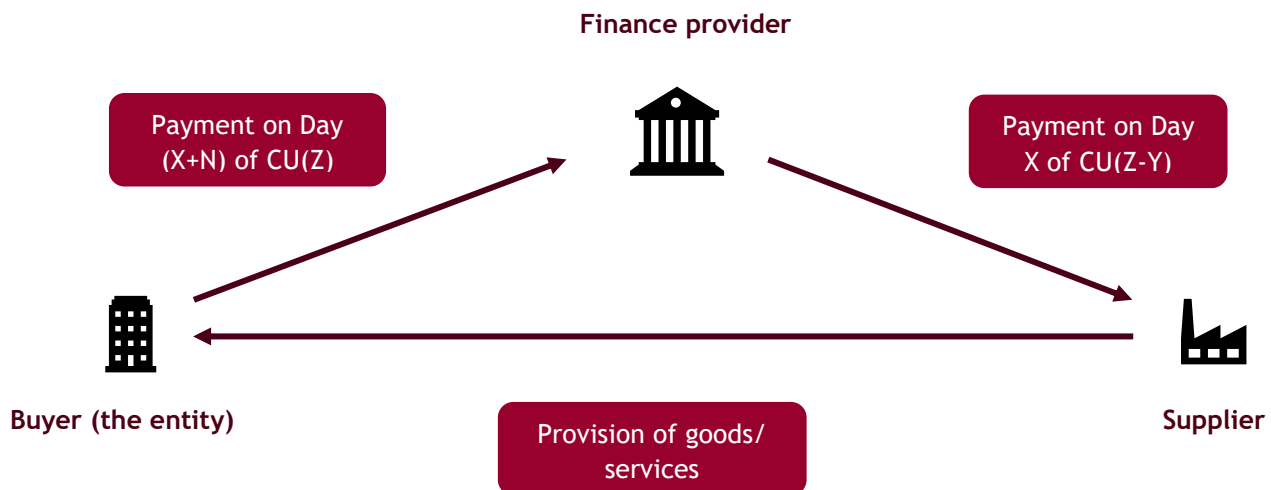 Finance provider
Payment on Day
(X+N) of CU(Z)
Payment on Day
X of CU(Z-Y)
Buyer (the entity)
Supplier
Provision of goods/
services